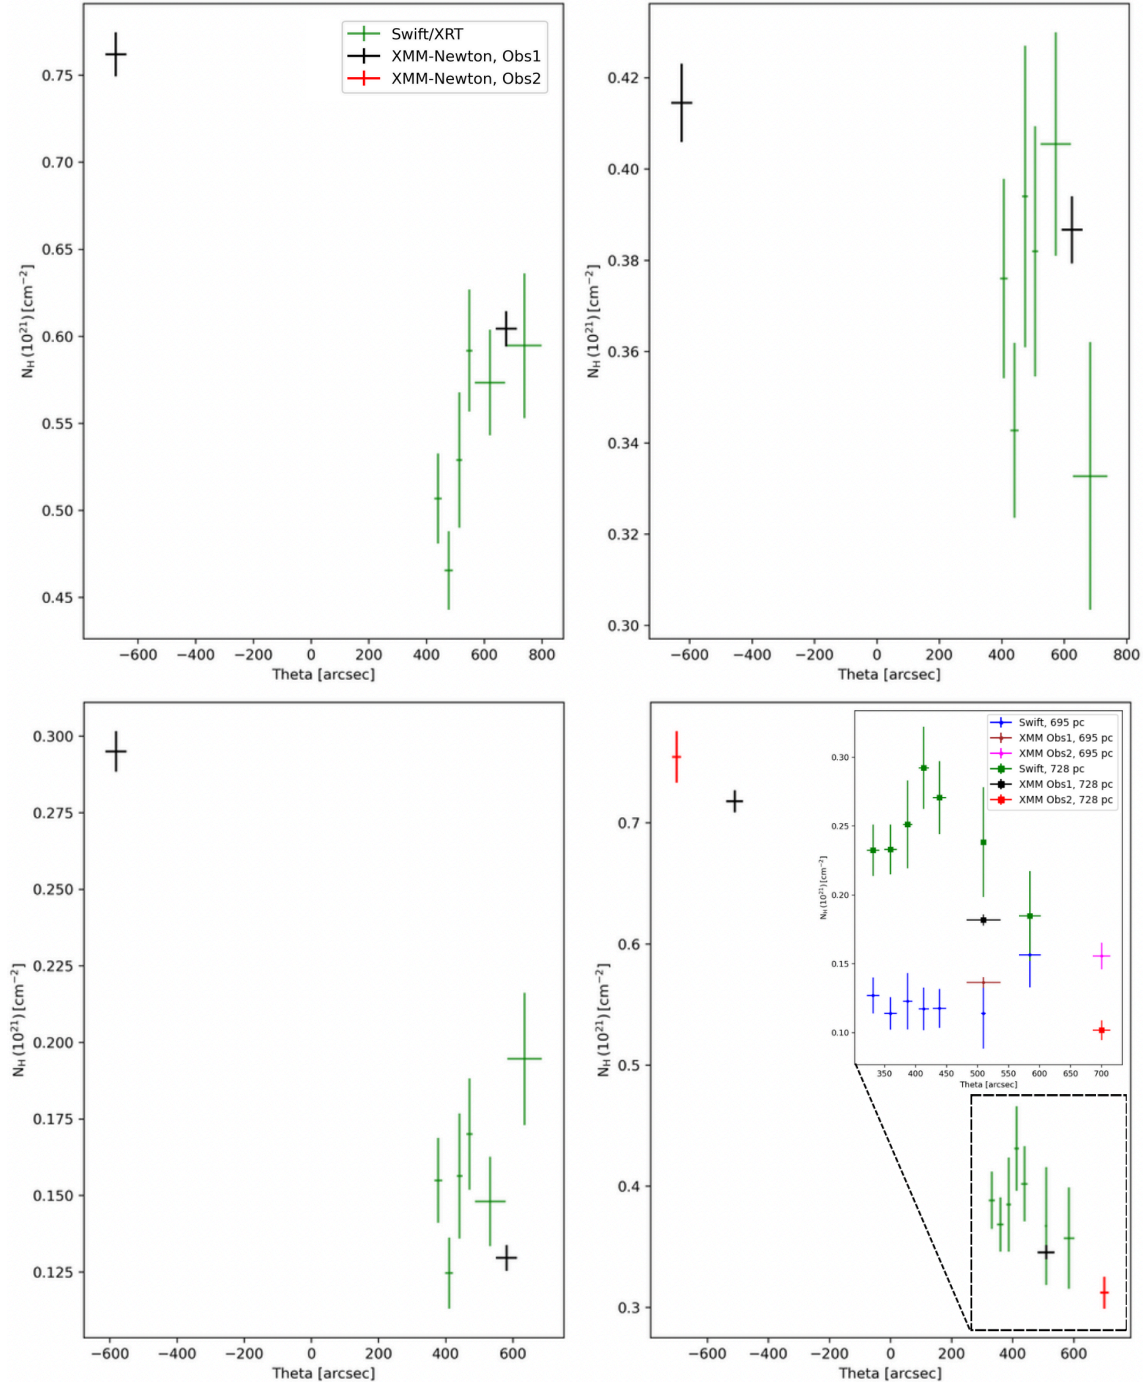 Swift/XRT
XMM-Newton, Obs1
XMM-Newton, Obs2
0.75
0.70
0.65
0.60
0.55
0.50
0.45
N_H (10^21) [cm^−2]
−600 −400 −200 0 200 400 600 800
Theta [arcsec]
0.42
0.40
0.38
0.36
0.34
0.32
0.30
N_H (10^21) [cm^−2]
−600 −400 −200 0 200 400 600 800
Theta [arcsec]
0.300
0.275
0.250
0.225
0.200
0.175
0.150
0.125
N_H (10^21) [cm^−2]
−600 −400 −200 0 200 400 600
Theta [arcsec]
0.7
0.6
0.5
0.4
0.3
N_H (10^21) [cm^−2]
−600 −400 −200 0 200 400 600
Theta [arcsec]
Swift, 695 pc
XMM Obs1, 695 pc
XMM Obs2, 695 pc
Swift, 728 pc
XMM Obs1, 728 pc
XMM Obs2, 728 pc
0.30
0.25
0.20
0.15
0.10
N_H (10^21) [cm^−2]
350 400 450 500 550 600 650 700
Theta [arcsec]